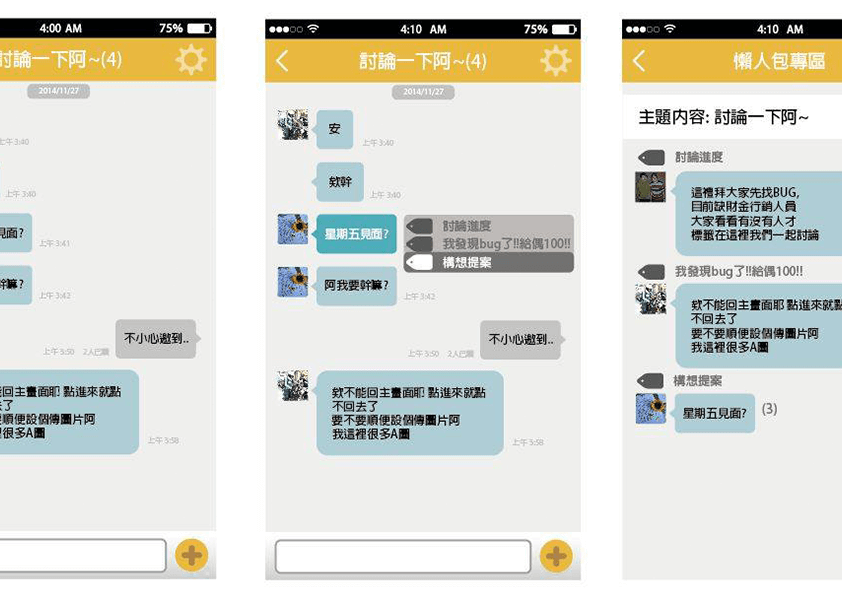 4:00 AM 75%
討論一下阿~(4)
2014/11/27
上午 3:40
上午 3:40
見面?
上午 3:41
幹嘛?
上午 3:42
不小心遊到..
上午 3:50 2人已讀
能回主畫面耶 點進來就點
去了
要順便設個傳圖片阿
裡很多A圖
上午 3:58
4:10 AM 75%
討論一下阿~(4)
2014/11/27
安
上午 3:40
欸幹
上午 3:40
星期五見面?
討論進度
我發現bug了!!給偶100!!
構想提案
阿我要幹嘛?
上午 3:42
不小心遊到..
上午 3:50 2人已讀
欸不能回主畫面耶 點進來就點
不回去了
要不要順便設個傳圖片阿
我這裡很多A圖
上午 3:58
4:10 AM
懶人包專區
主題內容: 討論一下阿~
討論進度
這禮拜大家先找BUG,
目前缺財金行銷人員
大家看看有沒有人才
標籤在這裡我們一起討論
我發現bug了!!給偶100!!
欸不能回主畫面耶 點進來就點
不回去了
要不要順便設個傳圖片阿
我這裡很多A圖
構想提案
星期五見面? (3)